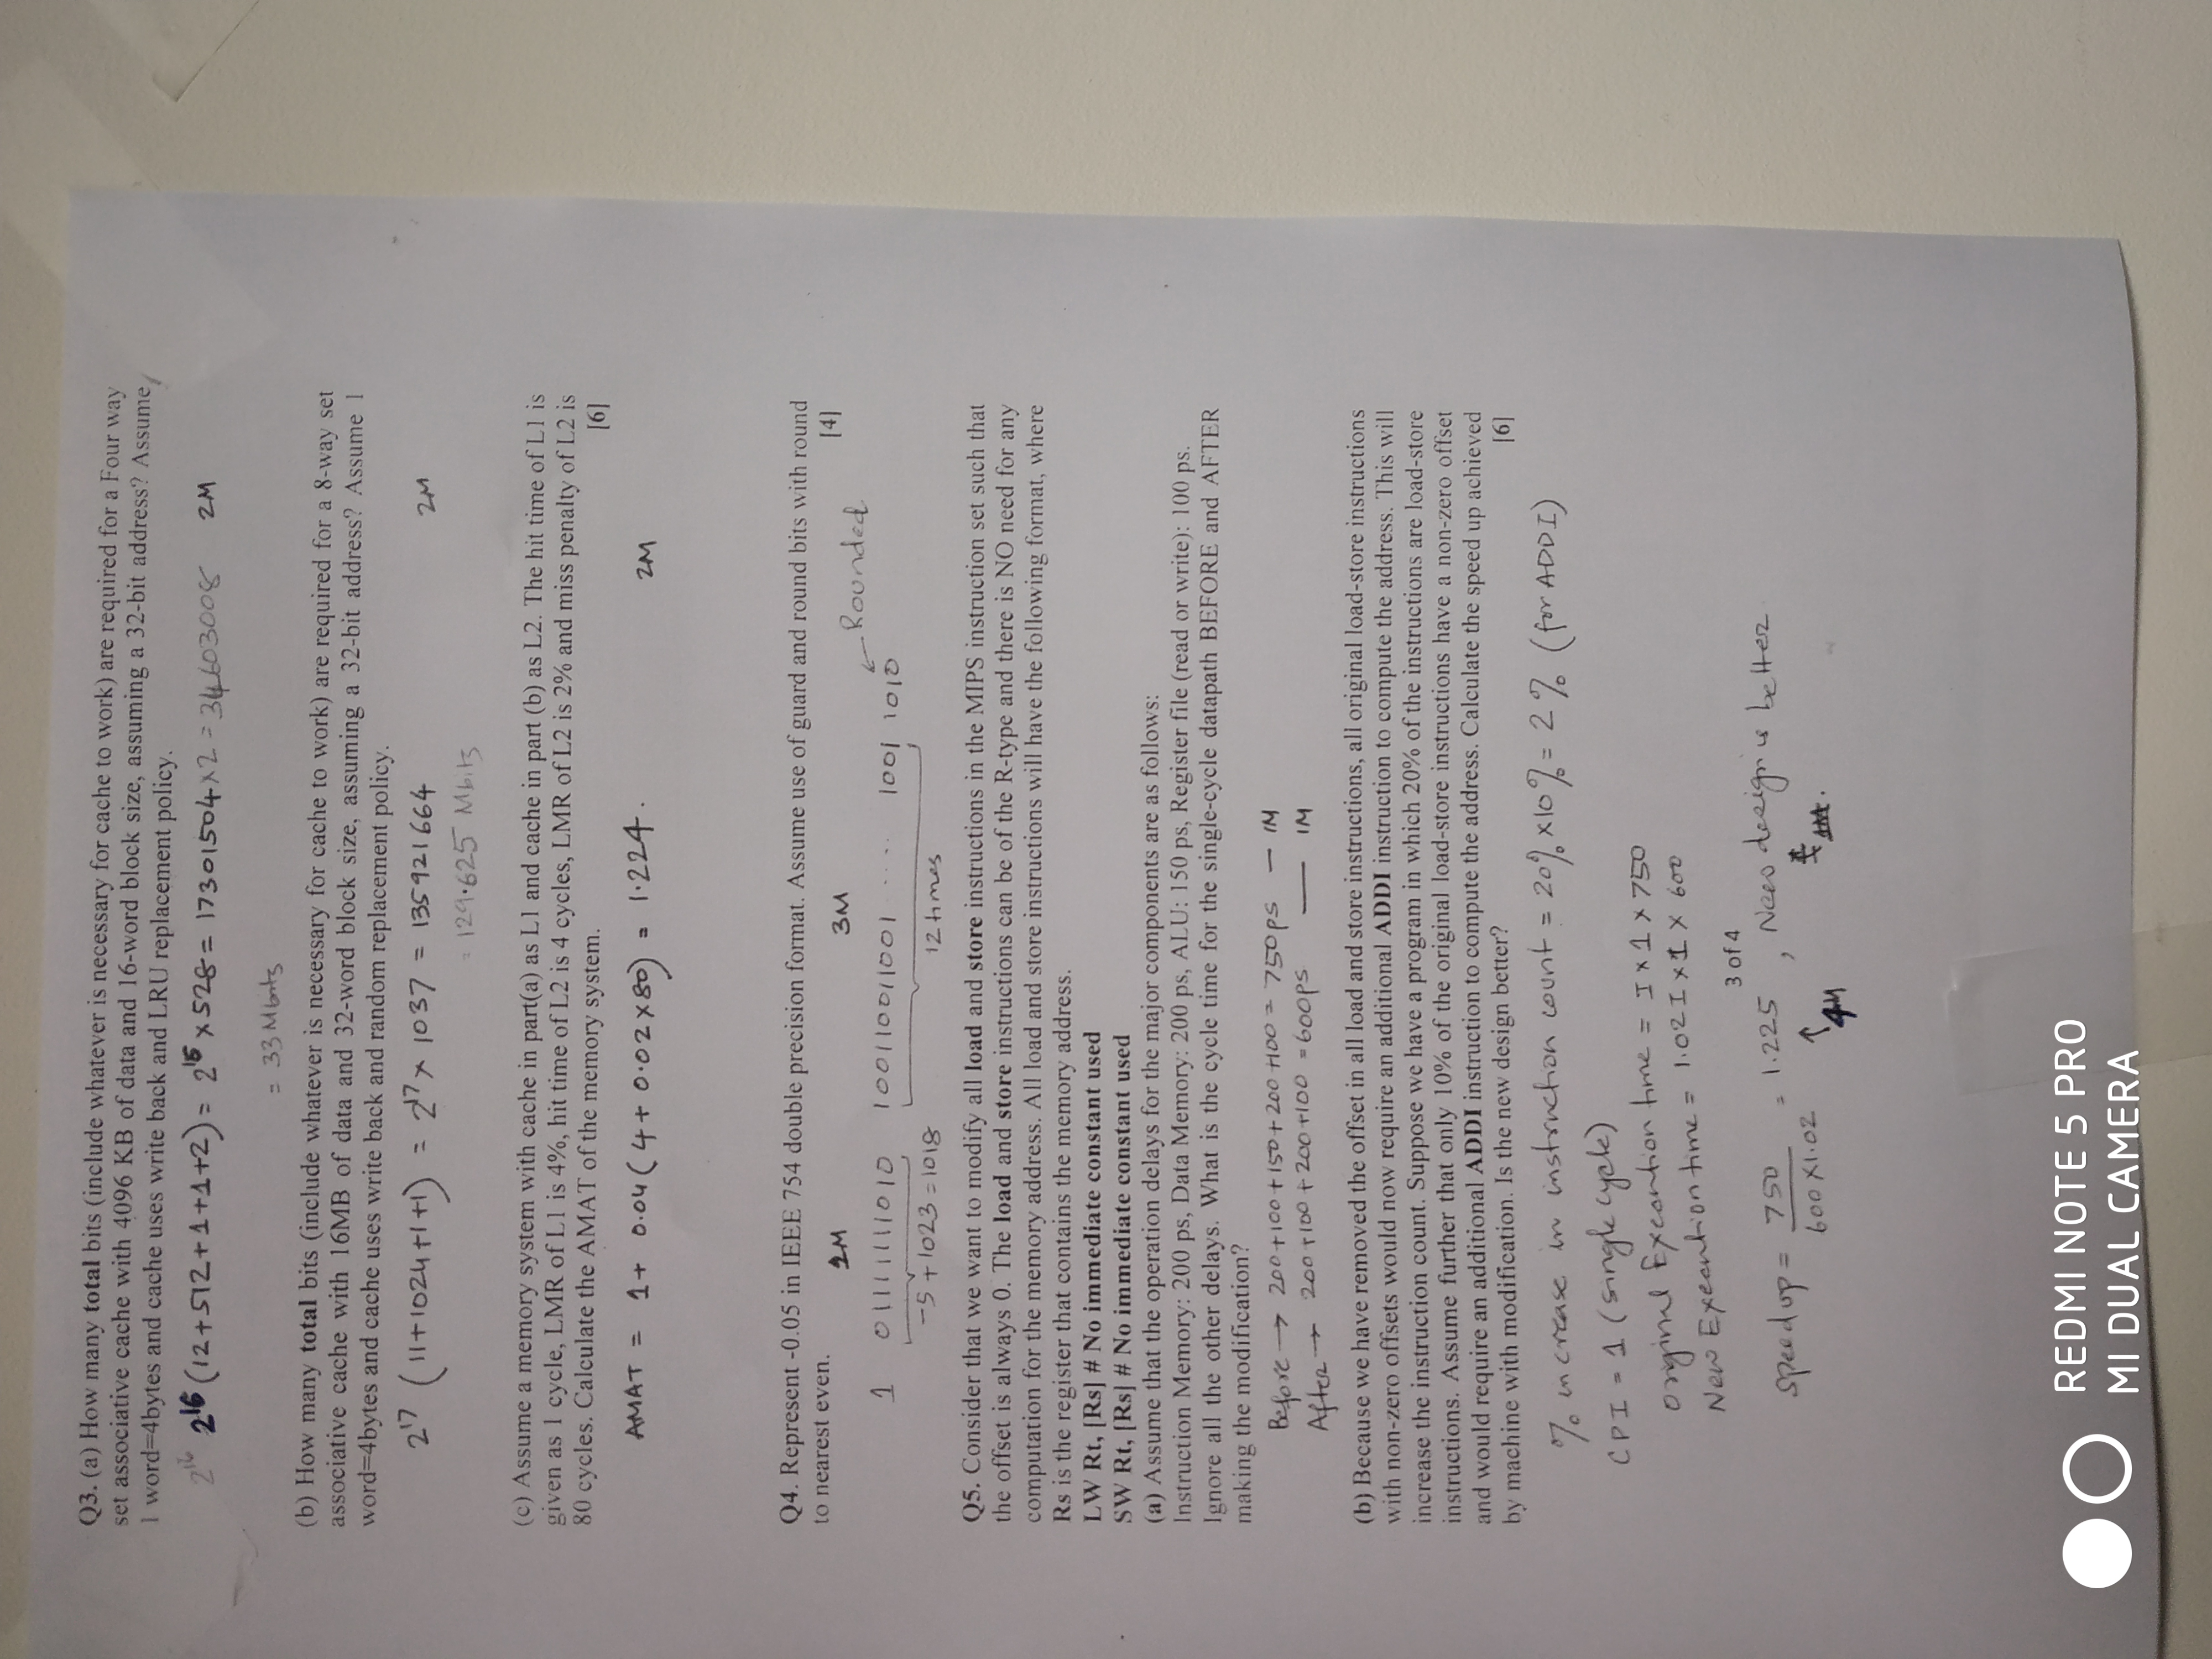 Q3. (a) How many total bits (include whatever is necessary for cache to work) are required for a Four way
set associative cache with 4096 KB of data and 16-word block size, assuming a 32-bit address? Assume
1 word=4bytes and cache uses write back and LRU replacement policy.
2^16 2^16 (12+512+1+1+2) = 2^15 × 528 = 17301504 ×2 = 34603008 2M
= 33 Mbits
(b) How many total bits (include whatever is necessary for cache to work) are required for a 8-way set
associative cache with 16MB of data and 32-word block size, assuming a 32-bit address? Assume 1
word=4bytes and cache uses write back and random replacement policy.
2^17 (11+1024+1+1) = 2^17 × 1037 = 135921664 2M
= 129.625 Mbits
(c) Assume a memory system with cache in part(a) as L1 and cache in part (b) as L2. The hit time of L1 is
given as 1 cycle, LMR of L1 is 4%, hit time of L2 is 4 cycles, LMR of L2 is 2% and miss penalty of L2 is
80 cycles. Calculate the AMAT of the memory system. [6]
AMAT = 1+ 0.04 (4+ 0.02×80) = 1.224. 2M
Q4. Represent -0.05 in IEEE 754 double precision format. Assume use of guard and round bits with round
to nearest even. [4]
1M 3M
Rounded
1 01111111010 100110011001 ..... 1001 1010
-5+1023=1018 12 times
Q5. Consider that we want to modify all load and store instructions in the MIPS instruction set such that
the offset is always 0. The load and store instructions can be of the R-type and there is NO need for any
computation for the memory address. All load and store instructions will have the following format, where
Rs is the register that contains the memory address.
LW Rt, [Rs] # No immediate constant used
SW Rt, [Rs] # No immediate constant used
(a) Assume that the operation delays for the major components are as follows:
Instruction Memory: 200 ps, Data Memory: 200 ps, ALU: 150 ps, Register file (read or write): 100 ps.
Ignore all the other delays. What is the cycle time for the single-cycle datapath BEFORE and AFTER
making the modification?
Before → 200+100+150+200+100 = 750ps — 1M
After → 200+100+200+100 = 600ps — 1M
(b) Because we have removed the offset in all load and store instructions, all original load-store instructions
with non-zero offsets would now require an additional ADDI instruction to compute the address. This will
increase the instruction count. Suppose we have a program in which 20% of the instructions are load-store
instructions. Assume further that only 10% of the original load-store instructions have a non-zero offset
and would require an additional ADDI instruction to compute the address. Calculate the speed up achieved
by machine with modification. Is the new design better? [6]
% increase in instruction count = 20% ×10% = 2% (for ADDI)
CPI = 1 (single cycle)
Original Execution time = I × 1 × 750
New Execution time = 1.02 I × 1 × 600
3 of 4
Speedup = 750 / 600 ×1.02 = 1.225 , New design is better
↑ 4M 1M.
REDMI NOTE 5 PRO
MI DUAL CAMERA